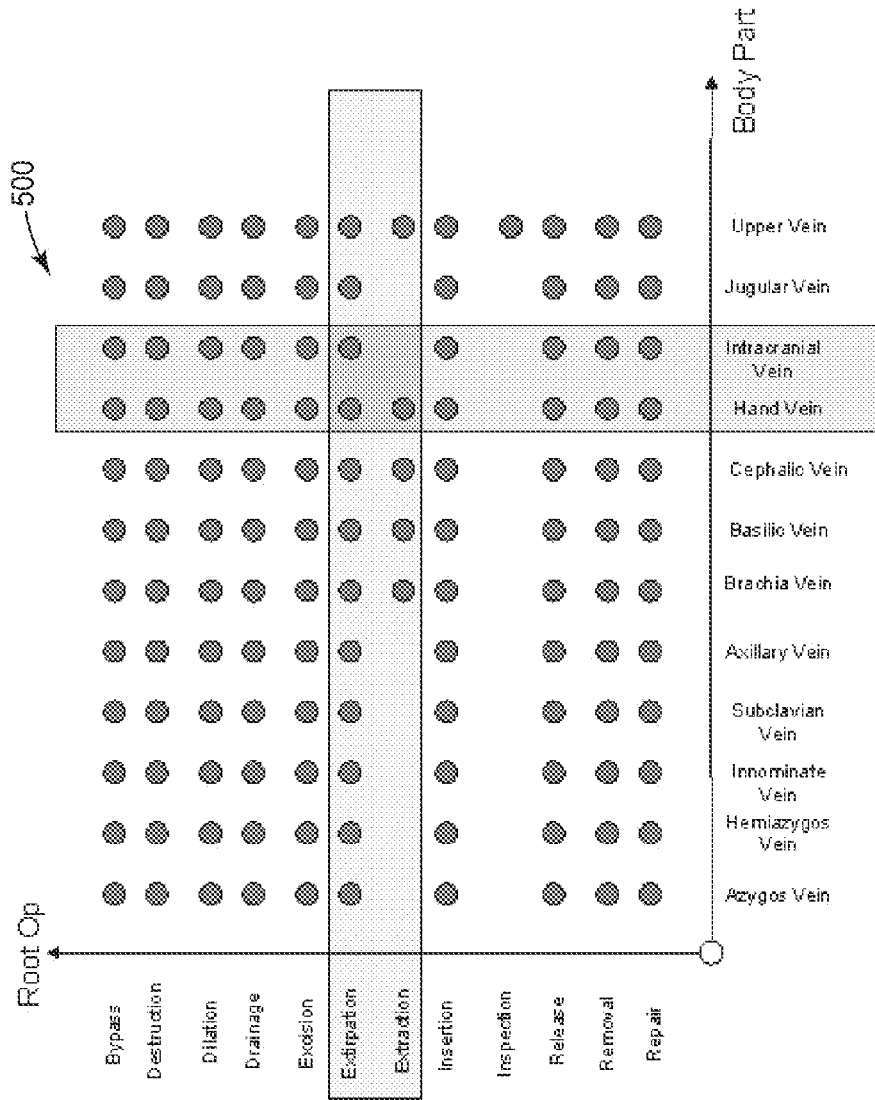 500
Root Op
Bypass
Destruction
Dilation
Drainage
Excision
Extirpation
Extraction
Insertion
Inspection
Release
Removal
Repair
Body Part
Upper Vein
Jugular Vein
Intracranial
Vein
Hand Vein
Cephalic Vein
Basilic Vein
Brachia Vein
Axillary Vein
Subclavian
Vein
Innominate
Vein
Hemiazygos
Vein
Azygos Vein